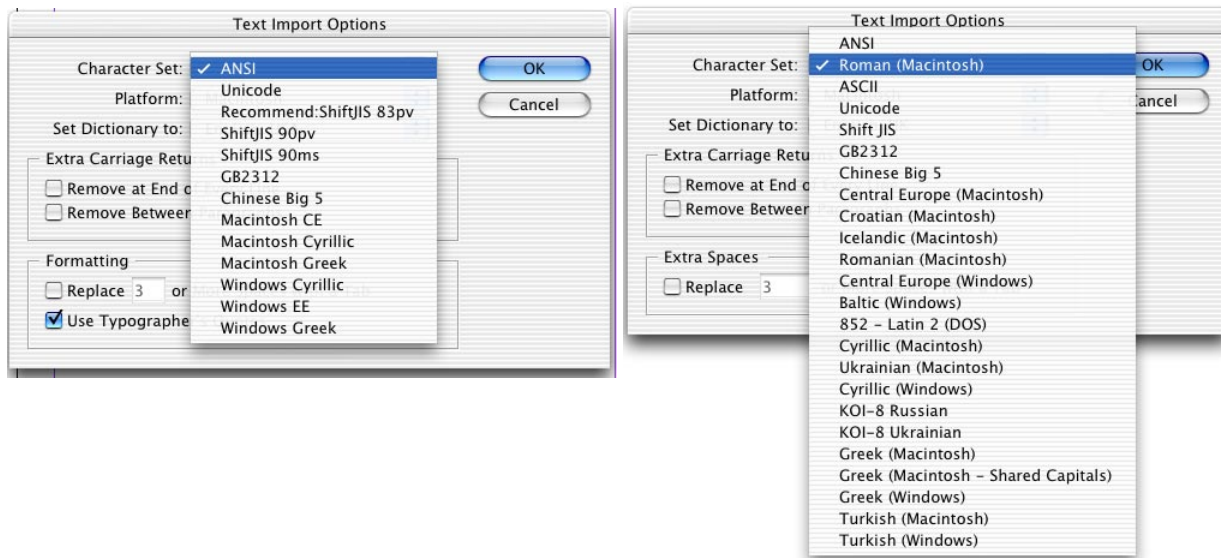 Text Import Options
Character Set:
✓ ANSI
Unicode
Recommend:ShiftJIS 83pv
ShiftJIS 90pv
ShiftJIS 90ms
GB2312
Chinese Big 5
Macintosh CE
Macintosh Cyrillic
Macintosh Greek
Windows Cyrillic
Windows EE
Windows Greek
OK
Cancel
Platform:
Set Dictionary to:
Extra Carriage Retu
Remove at End o
Remove Between
Formatting
Replace 3 or
Use Typographe
Text Import Options
Character Set:
ANSI
✓ Roman (Macintosh)
ASCII
Unicode
Shift JIS
GB2312
Chinese Big 5
Central Europe (Macintosh)
Croatian (Macintosh)
Icelandic (Macintosh)
Romanian (Macintosh)
Central Europe (Windows)
Baltic (Windows)
852 – Latin 2 (DOS)
Cyrillic (Macintosh)
Ukrainian (Macintosh)
Cyrillic (Windows)
KOI–8 Russian
KOI–8 Ukrainian
Greek (Macintosh)
Greek (Macintosh – Shared Capitals)
Greek (Windows)
Turkish (Macintosh)
Turkish (Windows)
OK
ancel
Platform:
Set Dictionary to:
Extra Carriage Retu
Remove at End o
Remove Between
Extra Spaces
Replace 3